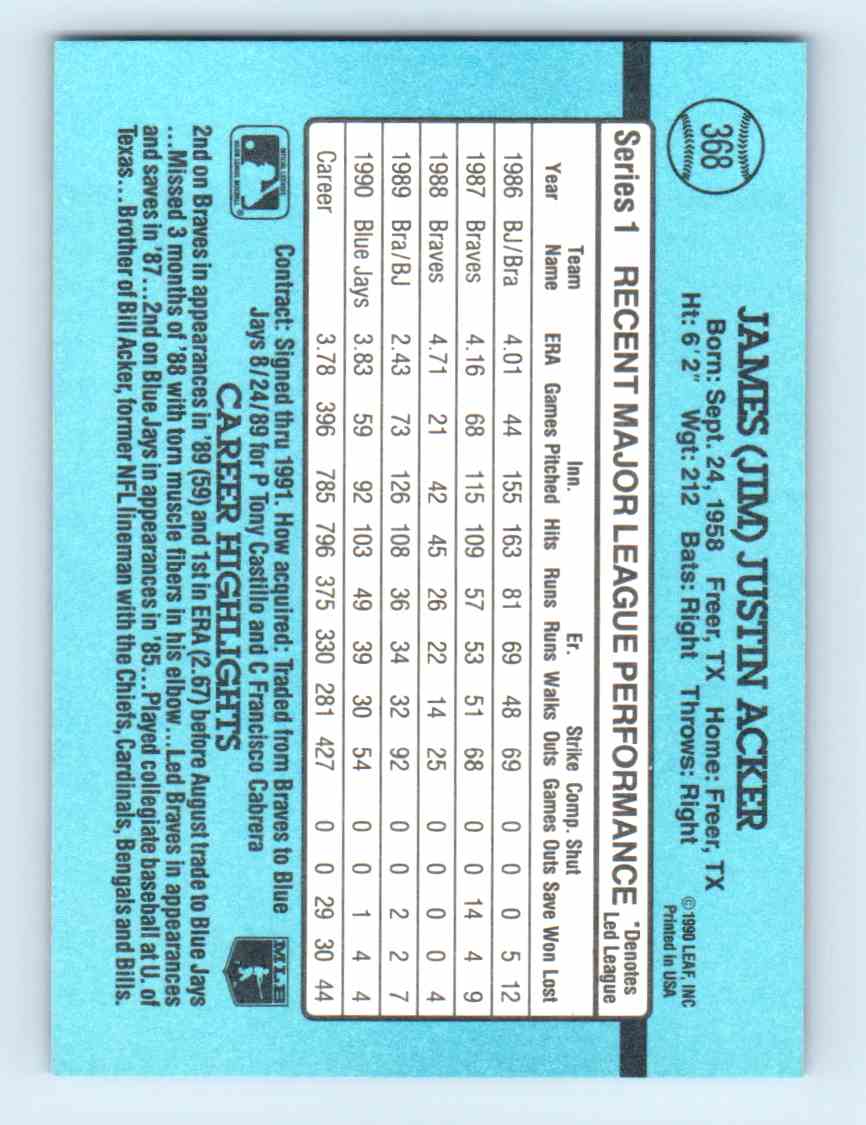 368
JAMES (JIM) JUSTIN ACKER
Born: Sept. 24, 1958 Freer, TX Home: Freer, TX
Ht: 6'2" Wgt: 212 Bats: Right Throws: Right
©1990 LEAF, INC
Printed in USA
Series 1 RECENT MAJOR LEAGUE PERFORMANCE *Denotes Led League
Team Inn. Er. Strike Comp. Shut
Year Name ERA Games Pitched Hits Runs Runs Walks Outs Games Outs Save Won Lost
1986 BJ/Bra 4.01 44 155 163 81 69 48 69 0 0 0 5 12
1987 Braves 4.16 68 115 109 57 53 51 68 0 0 14 4 9
1988 Braves 4.71 21 42 45 26 22 14 25 0 0 0 0 4
1989 Bra/BJ 2.43 73 126 108 36 34 32 92 0 0 2 2 7
1990 Blue Jays 3.83 59 92 103 49 39 30 54 0 0 1 4 4
Career 3.78 396 785 796 375 330 281 427 0 0 29 30 44
OFFICIAL LICENSEE
MAJOR LEAGUE BASEBALL
Contract: Signed thru 1991. How acquired: Traded from Braves to Blue
Jays 8/24/89 for P Tony Castillo and C Francisco Cabrera
MLB
CAREER HIGHLIGHTS
2nd on Braves in appearances in '89 (59) and 1st in ERA (2.67) before August trade to Blue Jays
...Missed 3 months of '88 with torn muscle fibers in his elbow...Led Braves in appearances
and saves in '87...2nd on Blue Jays in appearances in '85...Played collegiate baseball at U. of
Texas...Brother of Bill Acker, former NFL lineman with the Chiefs, Cardinals, Bengals and Bills.